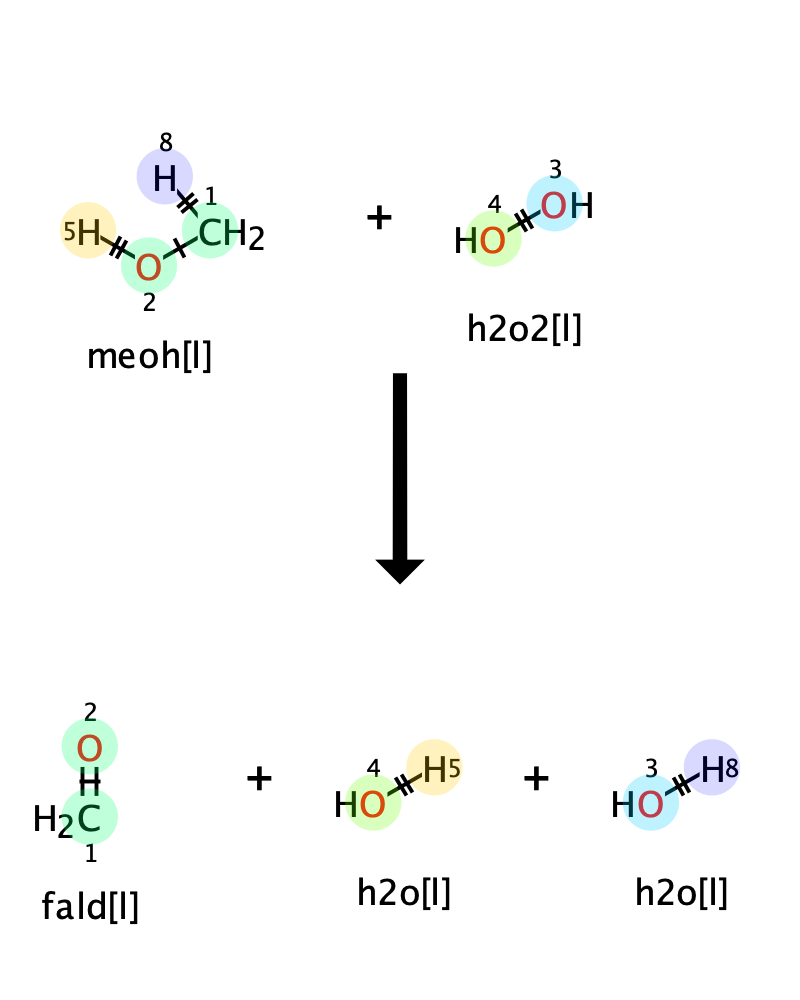 8
H 1
5H CH2
O
2
meoh[l]
+
3
4 OH
HO
h2o2[l]
2
O
H2C
1
fald[l]
+
4 H5
HO
h2o[l]
+
3 H8
HO
h2o[l]